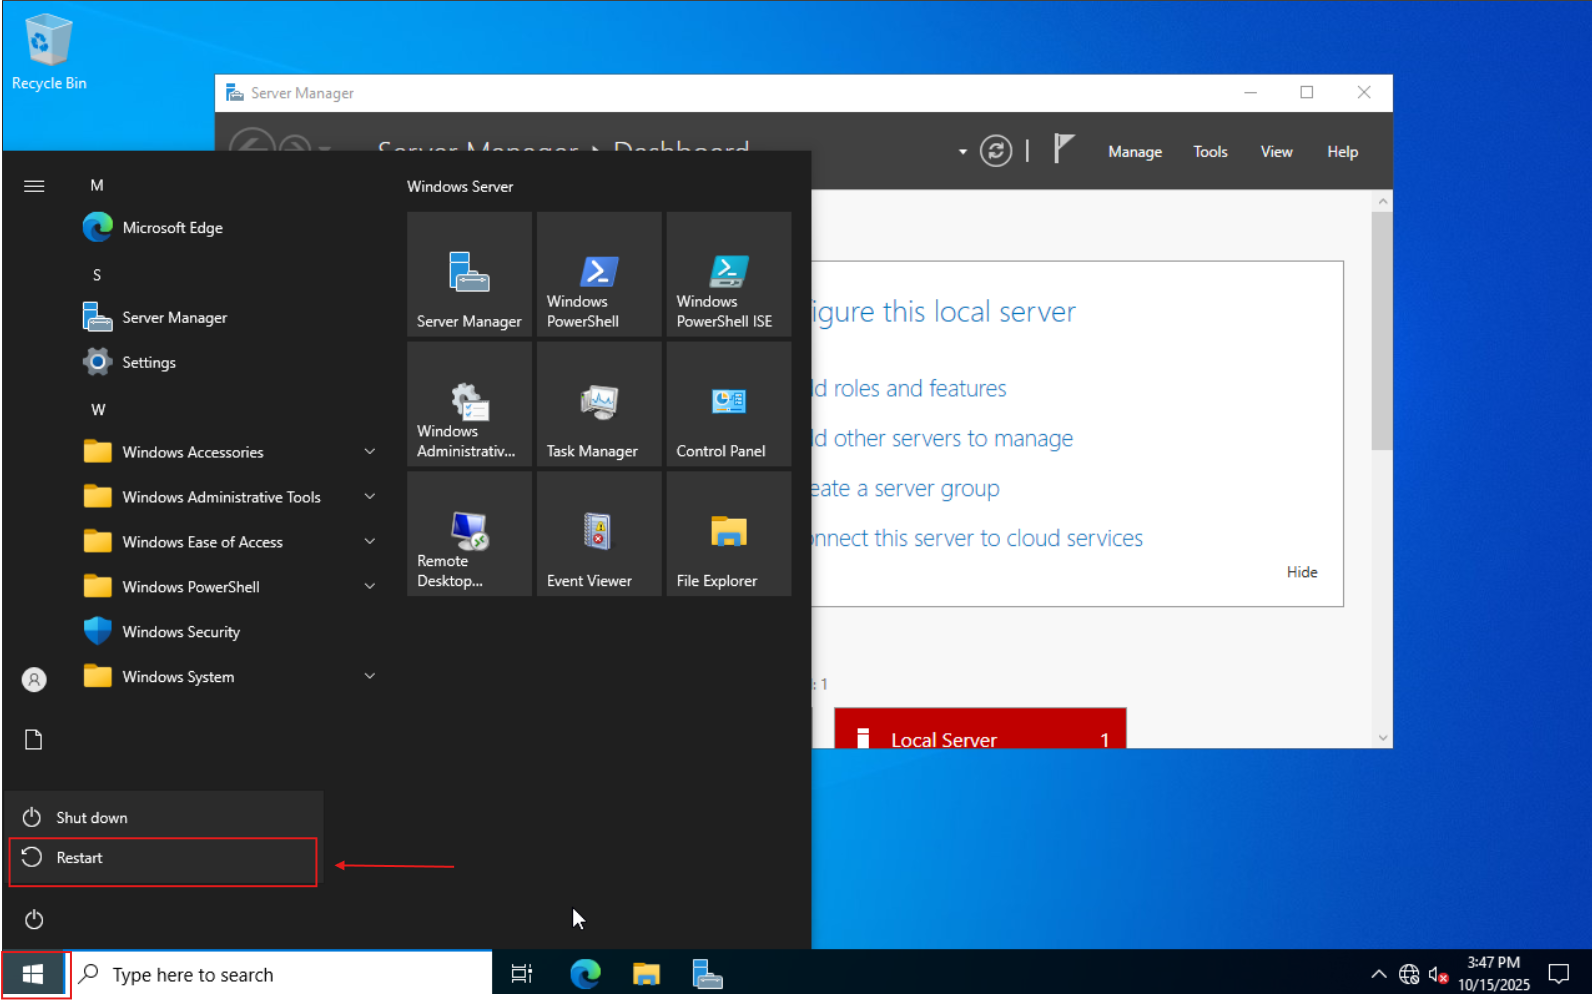 Recycle Bin
Server Manager
Manage
Tools
View
Help
M
Microsoft Edge
S
Server Manager
Settings
W
Windows Accessories
Windows Administrative Tools
Windows Ease of Access
Windows PowerShell
Windows Security
Windows System
Windows Server
Server Manager
Windows
PowerShell
Windows
PowerShell ISE
Windows
Administrativ...
Task Manager
Control Panel
Remote
Desktop...
Event Viewer
File Explorer
Server Manager Dashboard
igure this local server
d roles and features
d other servers to manage
eate a server group
nnect this server to cloud services
Hide
: 1
Local Server 1
Shut down
Restart
Type here to search
3:47 PM
10/15/2025